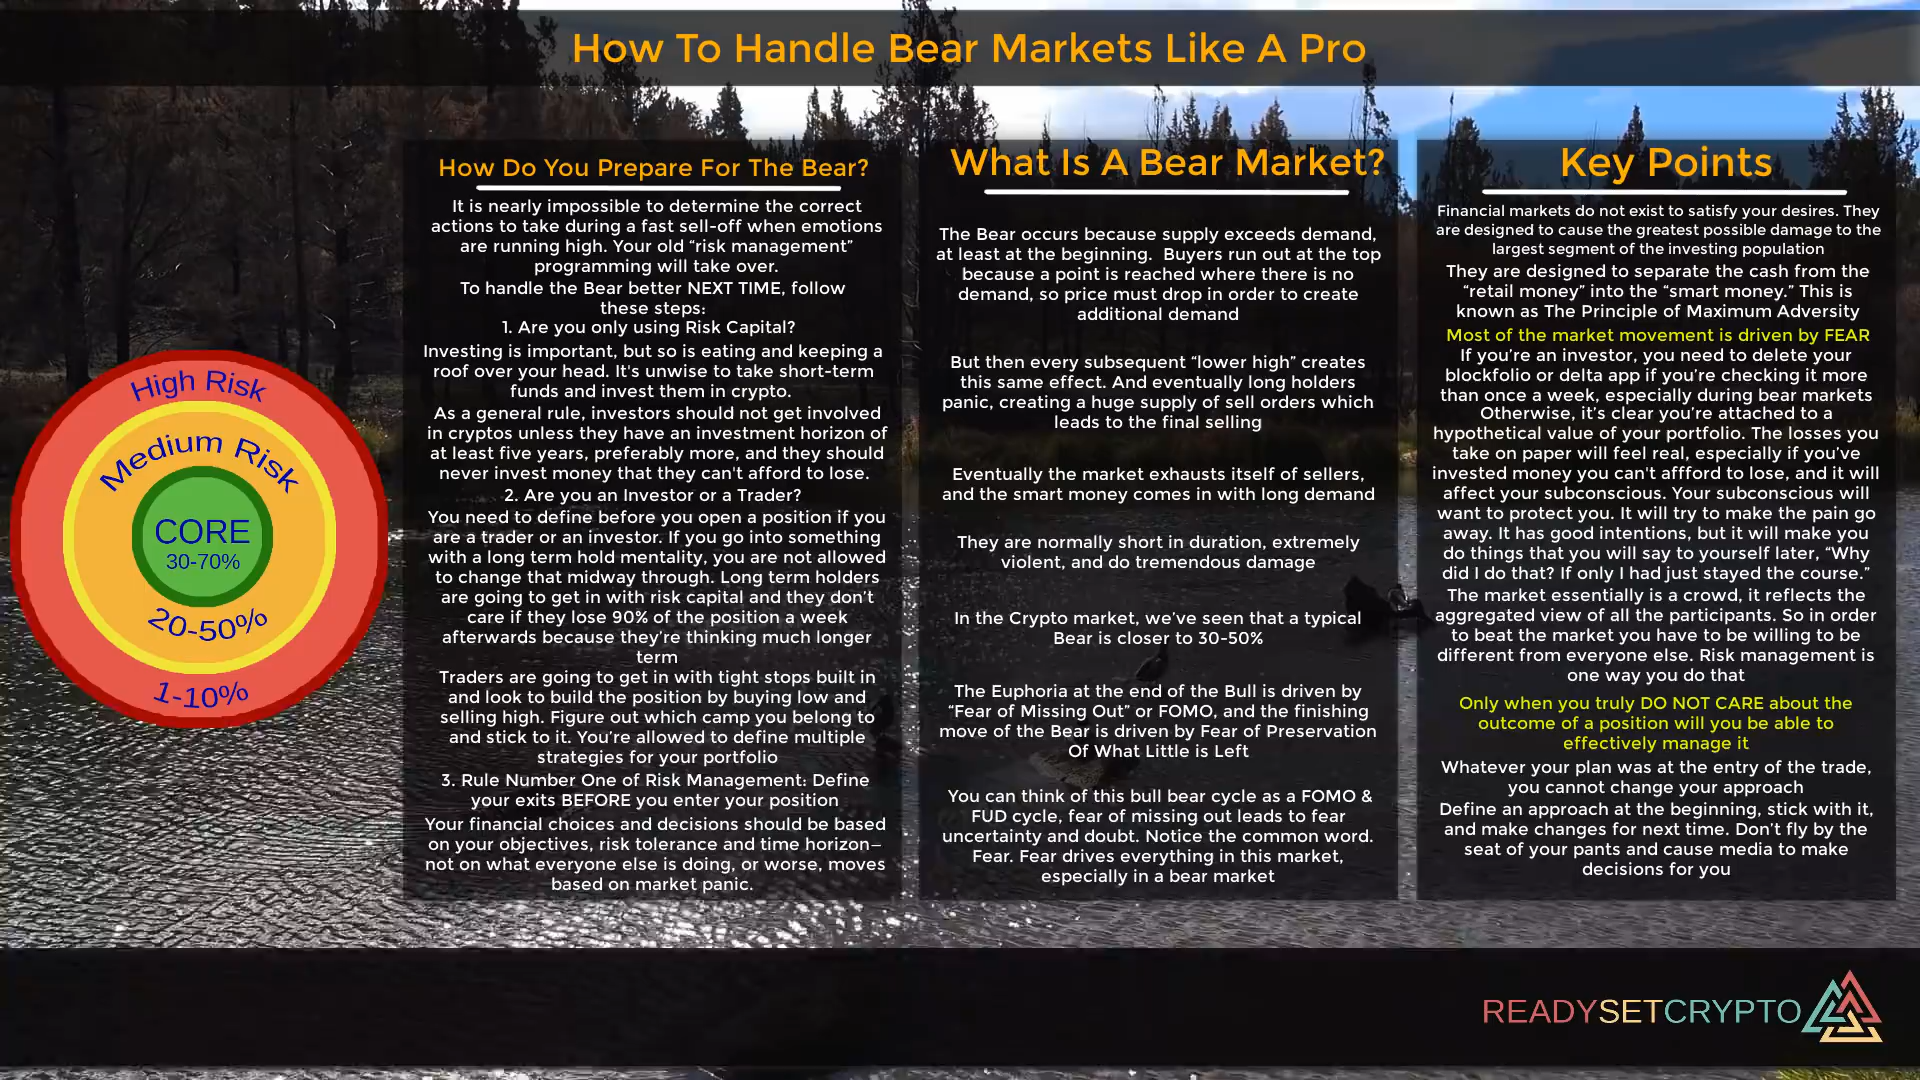 How To Handle Bear Markets Like A Pro
High Risk
Medium Risk
CORE
30-70%
20-50%
1-10%
How Do You Prepare For The Bear?
It is nearly impossible to determine the correct
actions to take during a fast sell-off when emotions
are running high. Your old “risk management”
programming will take over.
To handle the Bear better NEXT TIME, follow
these steps:
1. Are you only using Risk Capital?
Investing is important, but so is eating and keeping a
roof over your head. It's unwise to take short-term
funds and invest them in crypto.
As a general rule, investors should not get involved
in cryptos unless they have an investment horizon of
at least five years, preferably more, and they should
never invest money that they can't afford to lose.
2. Are you an Investor or a Trader?
You need to define before you open a position if you
are a trader or an investor. If you go into something
with a long term hold mentality, you are not allowed
to change that midway through. Long term holders
are going to get in with risk capital and they don’t
care if they lose 90% of the position a week
afterwards because they’re thinking much longer
term
Traders are going to get in with tight stops built in
and look to build the position by buying low and
selling high. Figure out which camp you belong to
and stick to it. You’re allowed to define multiple
strategies for your portfolio
3. Rule Number One of Risk Management: Define
your exits BEFORE you enter your position
Your financial choices and decisions should be based
on your objectives, risk tolerance and time horizon—
not on what everyone else is doing, or worse, moves
based on market panic.
What Is A Bear Market?
The Bear occurs because supply exceeds demand,
at least at the beginning. Buyers run out at the top
because a point is reached where there is no
demand, so price must drop in order to create
additional demand
But then every subsequent “lower high” creates
this same effect. And eventually long holders
panic, creating a huge supply of sell orders which
leads to the final selling
Eventually the market exhausts itself of sellers,
and the smart money comes in with long demand
They are normally short in duration, extremely
violent, and do tremendous damage
In the Crypto market, we’ve seen that a typical
Bear is closer to 30-50%
The Euphoria at the end of the Bull is driven by
“Fear of Missing Out” or FOMO, and the finishing
move of the Bear is driven by Fear of Preservation
Of What Little is Left
You can think of this bull bear cycle as a FOMO &
FUD cycle, fear of missing out leads to fear
uncertainty and doubt. Notice the common word.
Fear. Fear drives everything in this market,
especially in a bear market
Key Points
Financial markets do not exist to satisfy your desires. They
are designed to cause the greatest possible damage to the
largest segment of the investing population
They are designed to separate the cash from the
“retail money” into the “smart money.” This is
known as The Principle of Maximum Adversity
Most of the market movement is driven by FEAR
If you’re an investor, you need to delete your
blockfolio or delta app if you’re checking it more
than once a week, especially during bear markets
Otherwise, it’s clear you’re attached to a
hypothetical value of your portfolio. The losses you
take on paper will feel real, especially if you’ve
invested money you can't affford to lose, and it will
affect your subconscious. Your subconscious will
want to protect you. It will try to make the pain go
away. It has good intentions, but it will make you
do things that you will say to yourself later, “Why
did I do that? If only I had just stayed the course.”
The market essentially is a crowd, it reflects the
aggregated view of all the participants. So in order
to beat the market you have to be willing to be
different from everyone else. Risk management is
one way you do that
Only when you truly DO NOT CARE about the
outcome of a position will you be able to
effectively manage it
Whatever your plan was at the entry of the trade,
you cannot change your approach
Define an approach at the beginning, stick with it,
and make changes for next time. Don’t fly by the
seat of your pants and cause media to make
decisions for you
READYSETCRYPTO